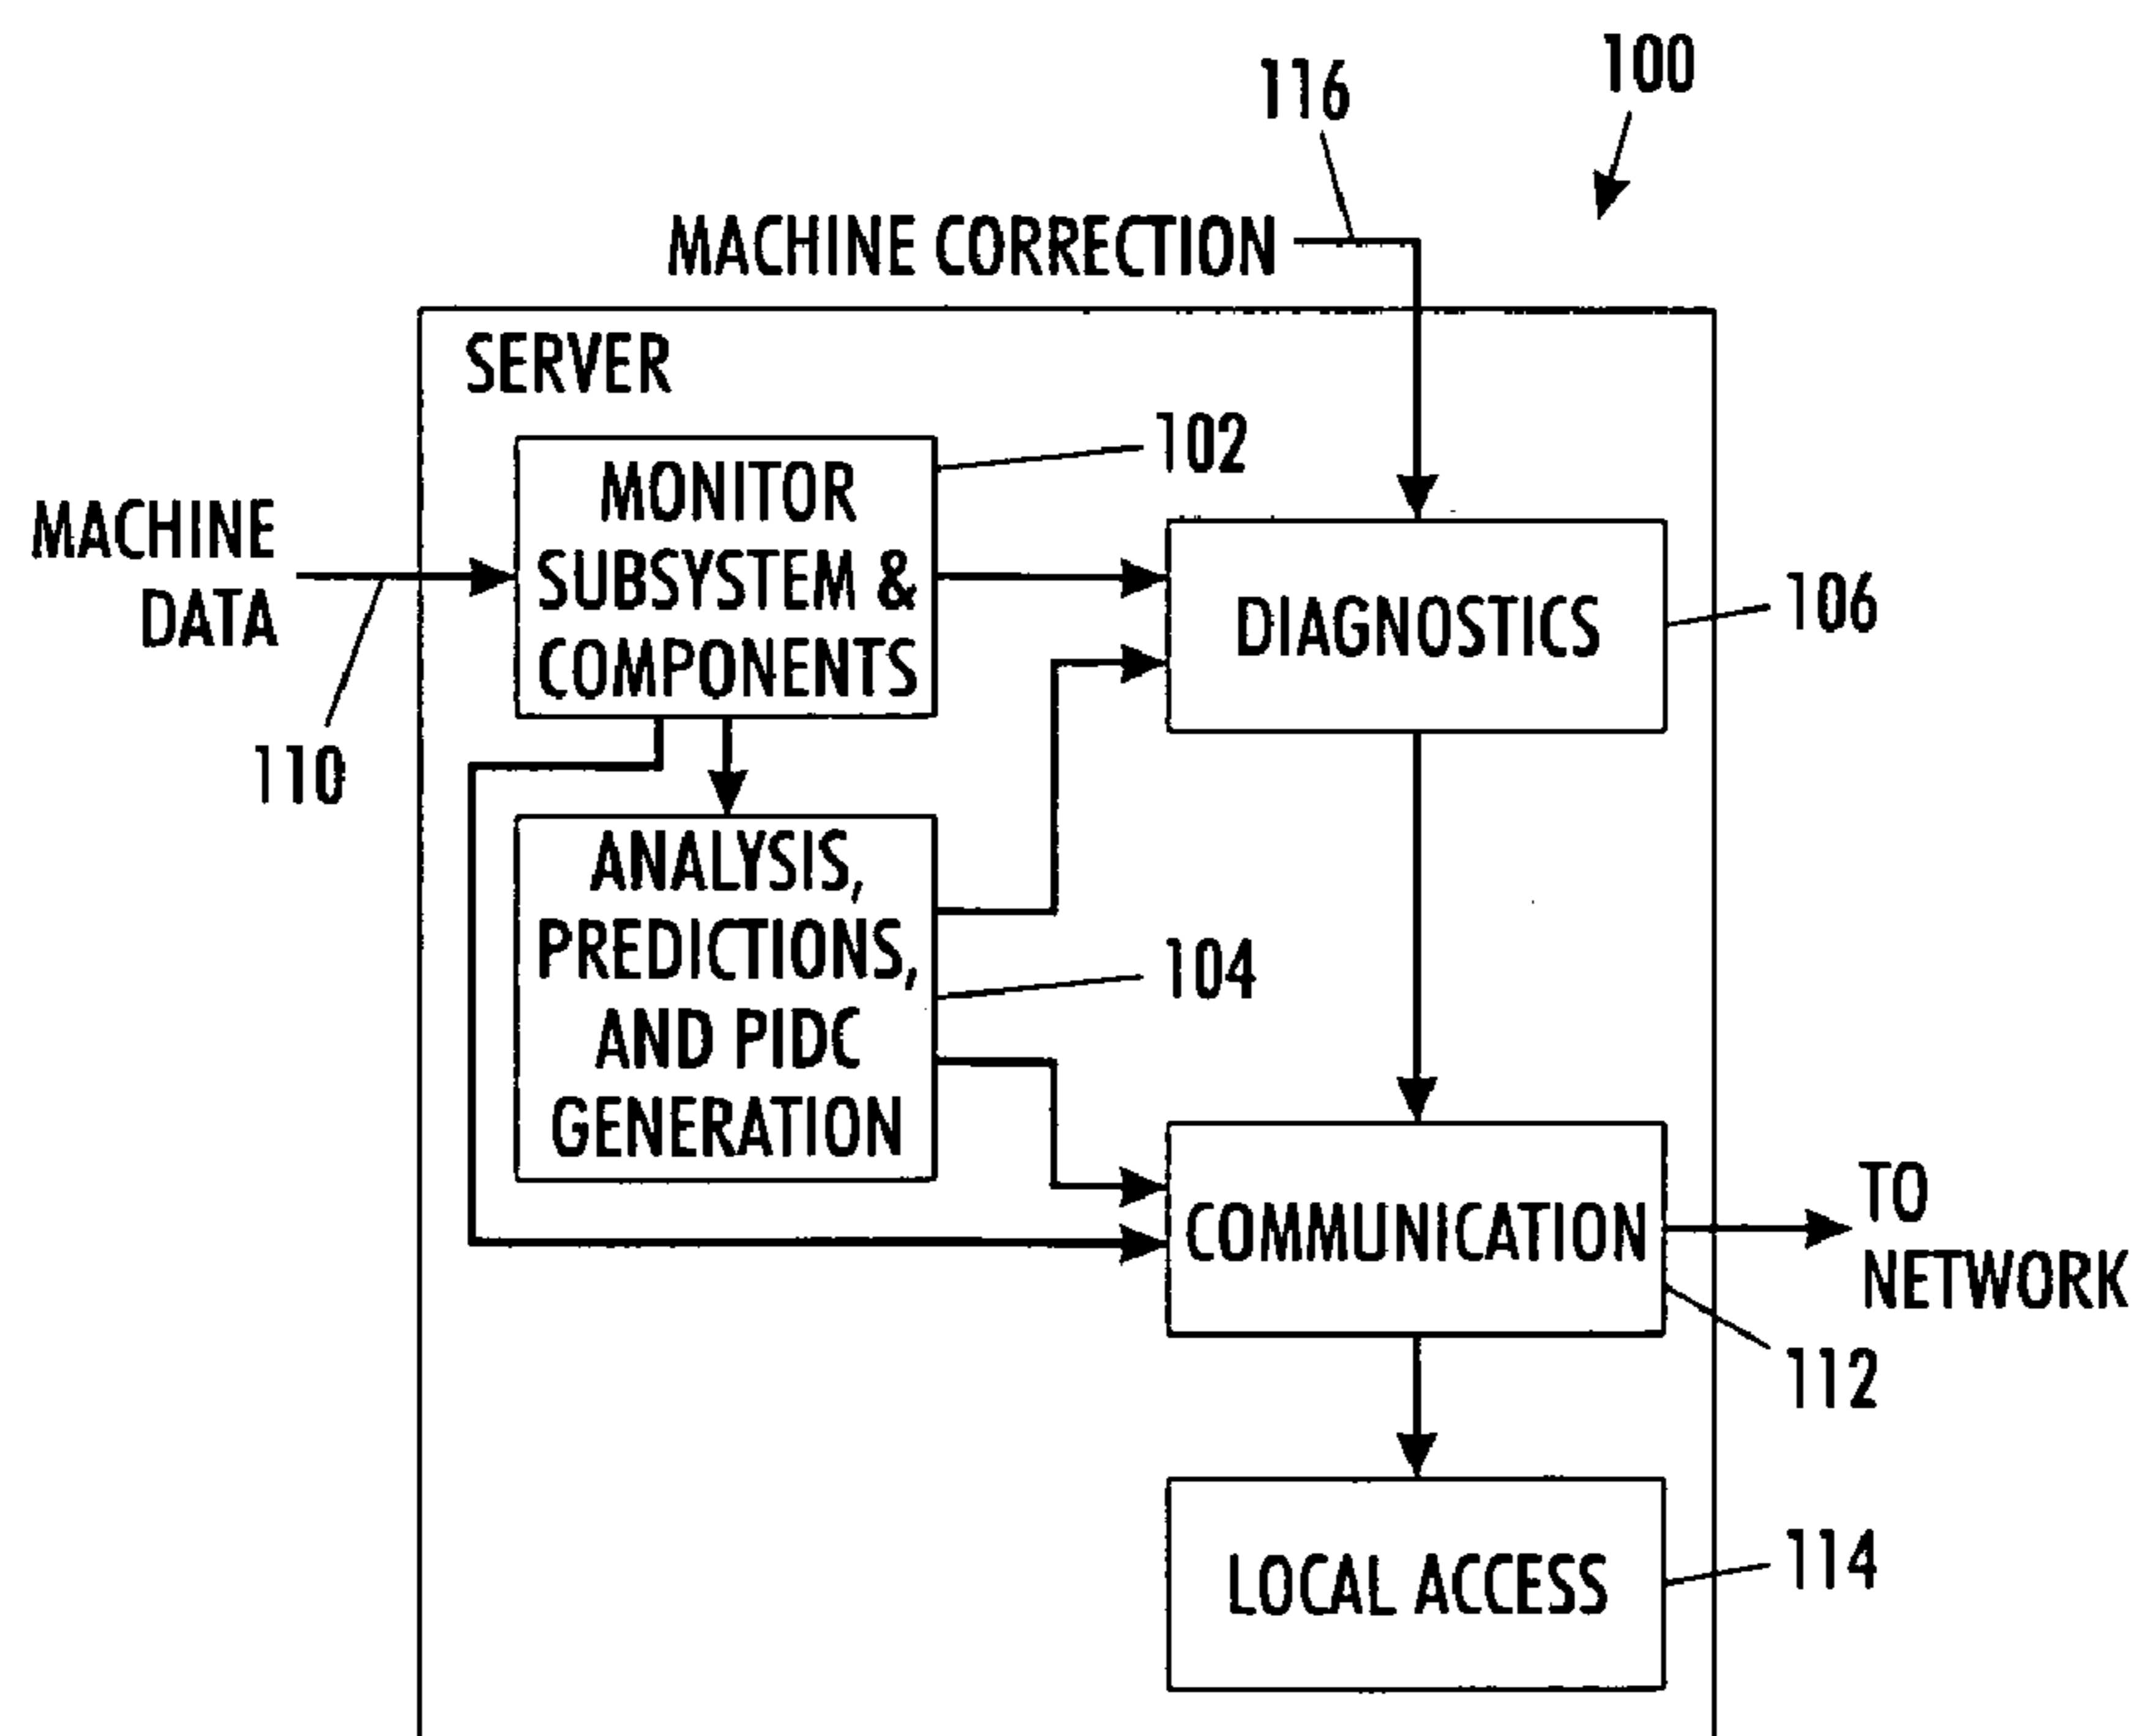 100
116
MACHINE CORRECTION
SERVER
102
MONITOR
SUBSYSTEM &
COMPONENTS
MACHINE
DATA
110
DIAGNOSTICS
106
ANALYSIS,
PREDICTIONS,
AND PIDC
GENERATION
104
COMMUNICATION
TO
NETWORK
112
LOCAL ACCESS
114